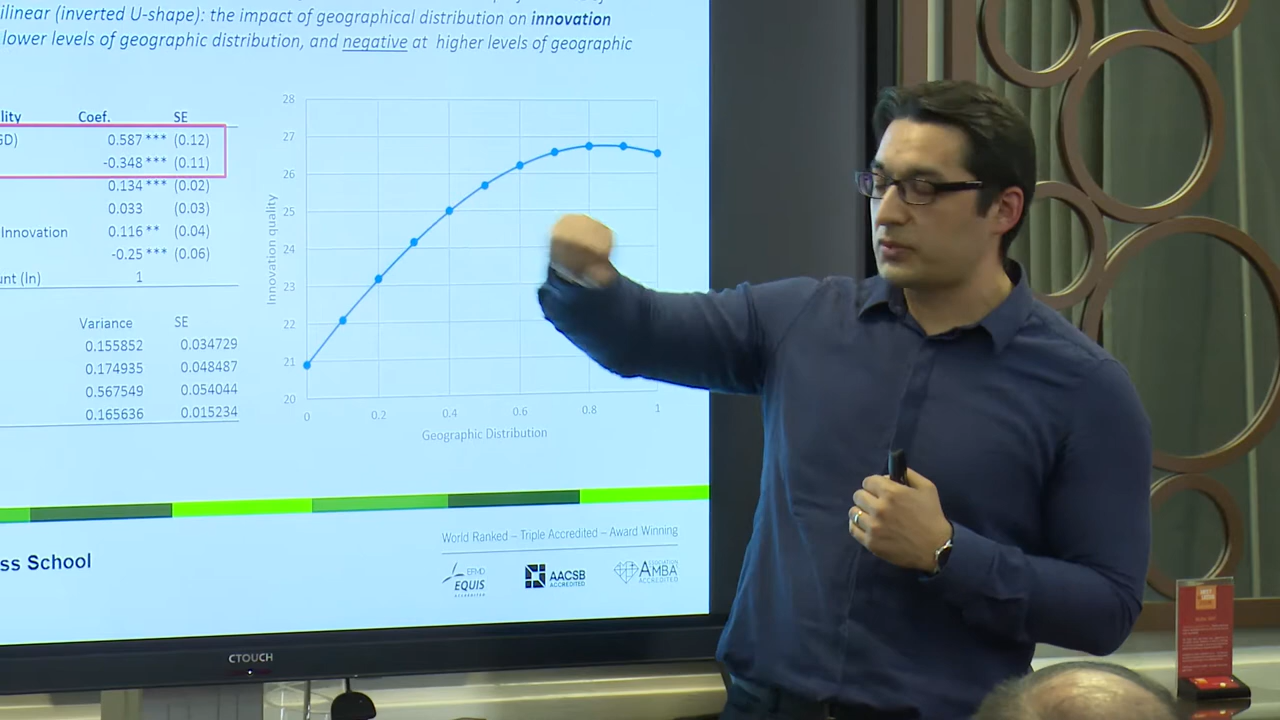 ilinear (inverted U-shape): the impact of geographical distribution on innovation
lower levels of geographic distribution, and negative at higher levels of geographic
lity Coef. SE
GD) 0.587 *** (0.12)
-0.348 *** (0.11)
0.134 *** (0.02)
0.033 (0.03)
Innovation 0.116 ** (0.04)
-0.25 *** (0.06)
unt (ln) 1
Variance SE
0.155852 0.034729
0.174935 0.048487
0.567549 0.054044
0.165636 0.015234
28
27
26
25
24
23
22
21
20
Innovation quality
0 0.2 0.4 0.6 0.8 1
Geographic Distribution
World Ranked – Triple Accredited – Award Winning
ss School
EFMD
EQUIS
ACCREDITED
AACSB
ACCREDITED
ASSOCIATION
AMBA
ACCREDITED
CTOUCH